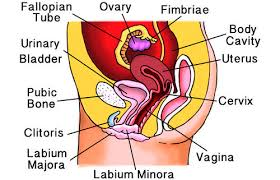 Fallopian
Tube
Ovary
Fimbriae
Body
Cavity
Uterus
Urinary
Bladder
Pubic
Bone
Cervix
Clitoris
Labium
Majora
Labium Minora
Vagina